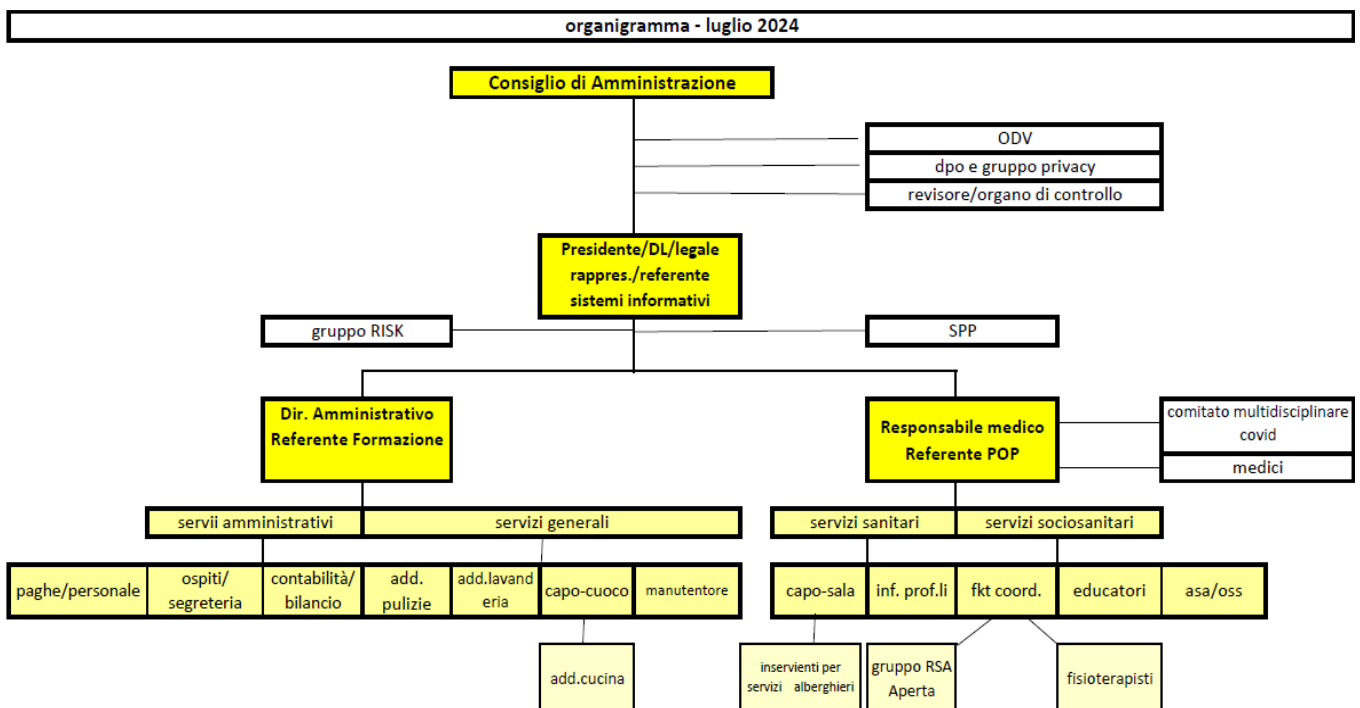 organigramma - luglio 2024
Consiglio di Amministrazione
ODV
dpo e gruppo privacy
revisore/organo di controllo
Presidente/DL/legale
rappres./referente
sistemi informativi
gruppo RISK
SPP
Dir. Amministrativo
Referente Formazione
Responsabile medico
Referente POP
comitato multidisciplinare
covid
medici
servii amministrativi
servizi generali
servizi sanitari
servizi sociosanitari
paghe/personale
ospiti/
segreteria
contabilità/
bilancio
add.
pulizie
add.lavand
eria
capo-cuoco
manutentore
capo-sala
inf. prof.li
fkt coord.
educatori
asa/oss
add.cucina
inservienti per
servizi alberghieri
gruppo RSA
Aperta
fisioterapisti